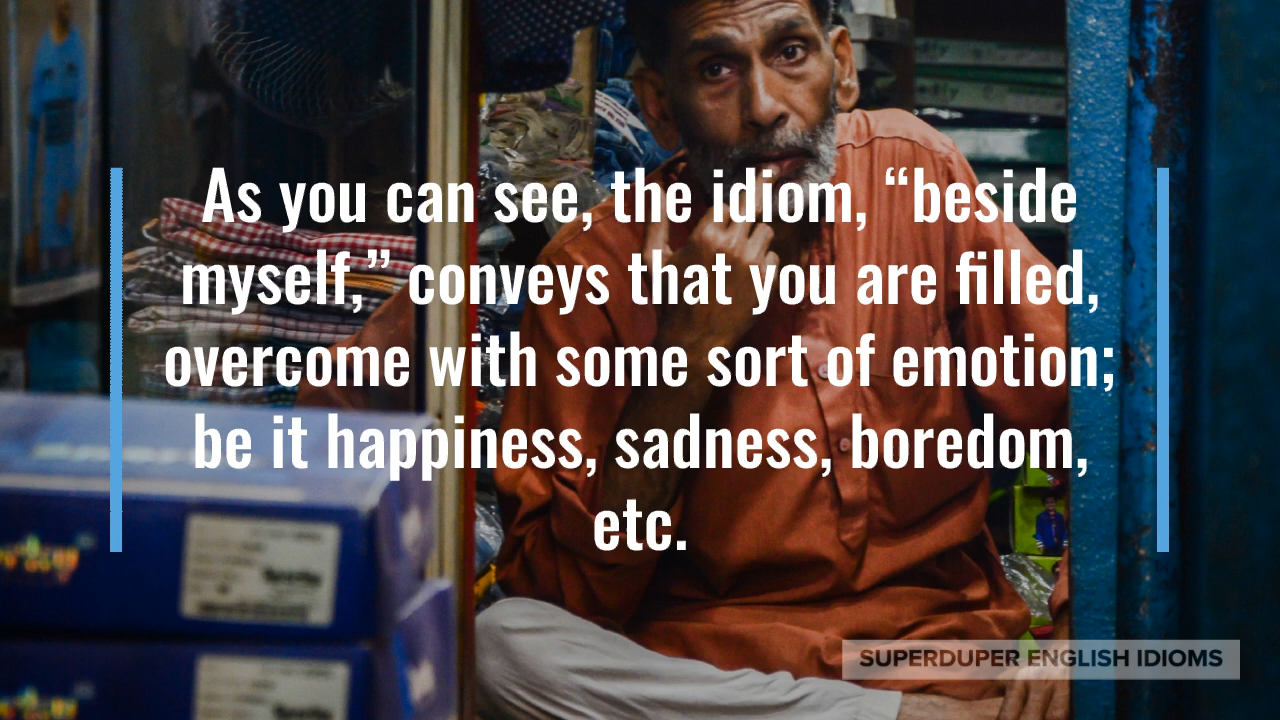 As you can see, the idiom, “beside
myself,” conveys that you are filled,
overcome with some sort of emotion;
be it happiness, sadness, boredom,
etc.
SUPERDUPER ENGLISH IDIOMS